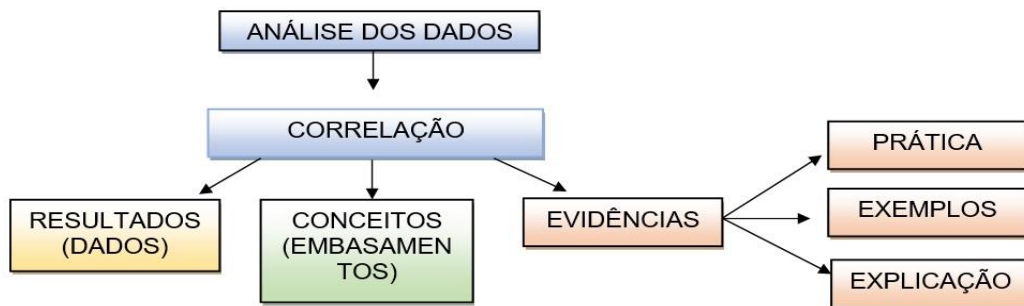 ANÁLISE DOS DADOS
CORRELAÇÃO
RESULTADOS
(DADOS)
CONCEITOS
(EMBASAMEN
TOS)
EVIDÊNCIAS
PRÁTICA
EXEMPLOS
EXPLICAÇÃO